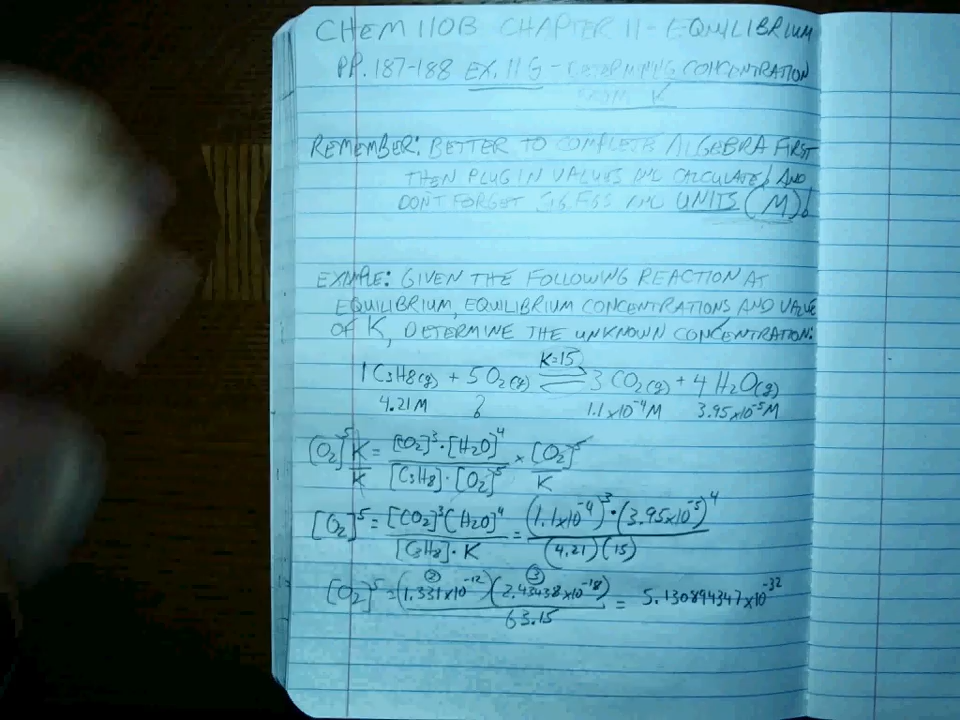 CHEM 110B CHAPTER 11 - EQUILIBRIUM
PP. 187-188 EX. 11G - DETERMINING CONCENTRATION
FROM K
REMEMBER: BETTER TO COMPLETE ALGEBRA FIRST
THEN PLUG IN VALUES AND CALCULATE! AND
DON'T FORGET SIG. FIGS AND UNITS (M)!
EXAMPLE: GIVEN THE FOLLOWING REACTION AT
EQUILIBRIUM, EQUILIBRIUM CONCENTRATIONS AND VALUE
OF K, DETERMINE THE UNKNOWN CONCENTRATION:
K=15
1 C3H8(g) + 5 O2(g) ⇌ 3 CO2(g) + 4 H2O(g)
4.21M ? 1.1x10^-4 M 3.95x10^-5 M
[O2]^5 K/K = [CO2]^3·[H2O]^4 / [C3H8]·[O2]^5 × [O2]^5 / K
[O2]^5 = [CO2]^3[H2O]^4 / [C3H8]·K = (1.1x10^-4)^3·(3.95x10^-5)^4 / (4.21)(15)
[O2]^5 = (1.331x10^-12)(2.43438x10^-18) / 63.15 = 5.130894347x10^-32